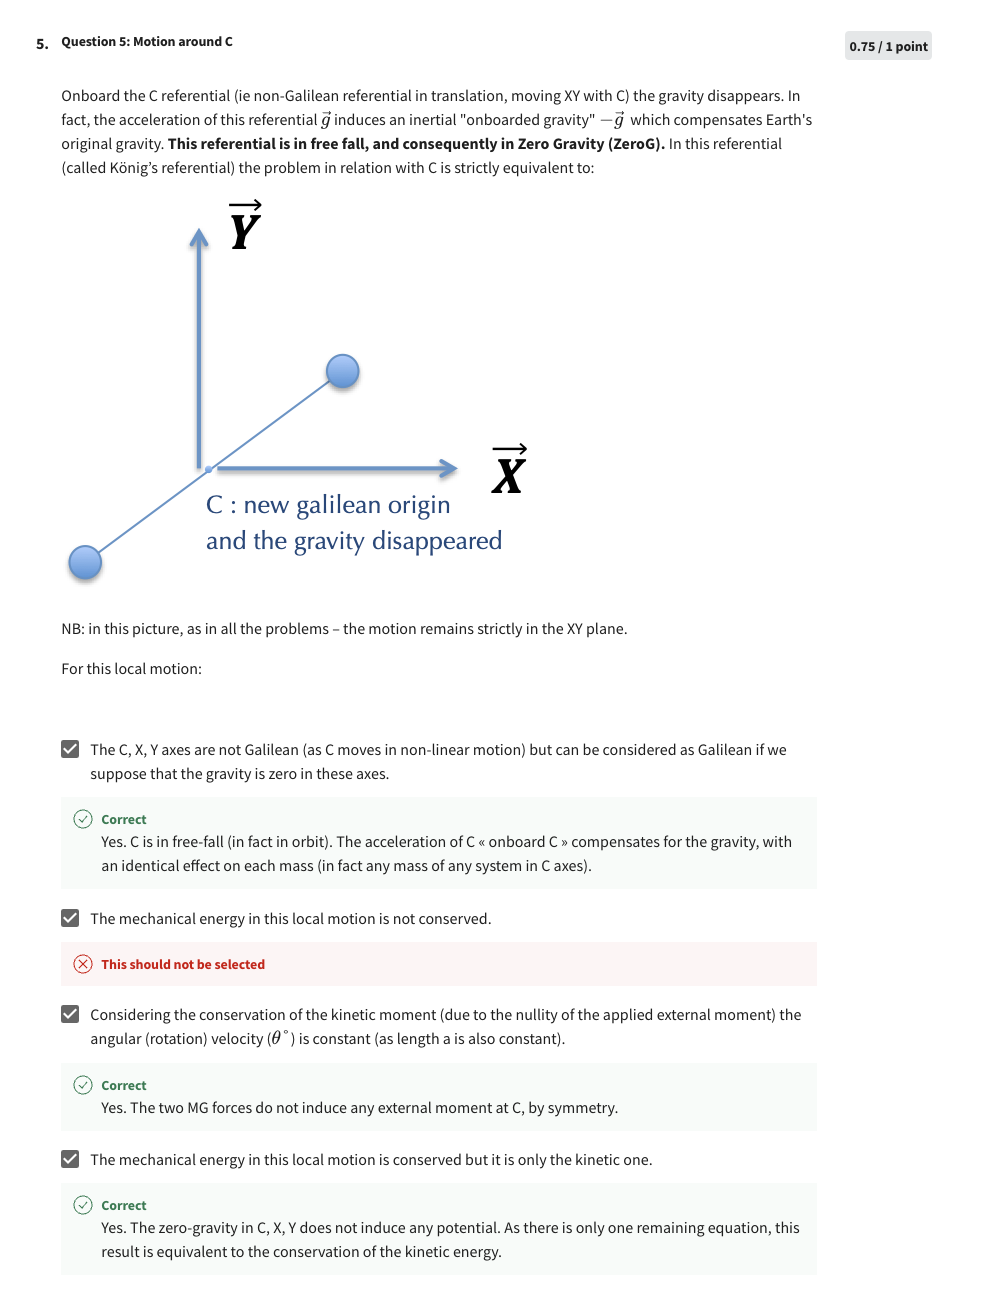 5. Question 5: Motion around C
0.75 / 1 point
Onboard the C referential (ie non-Galilean referential in translation, moving XY with C) the gravity disappears. In
fact, the acceleration of this referential g⃗ induces an inertial "onboarded gravity" −g⃗ which compensates Earth's
original gravity. This referential is in free fall, and consequently in Zero Gravity (ZeroG). In this referential
(called König’s referential) the problem in relation with C is strictly equivalent to:
Y⃗
X⃗
C : new galilean origin
and the gravity disappeared
NB: in this picture, as in all the problems – the motion remains strictly in the XY plane.
For this local motion:
The C, X, Y axes are not Galilean (as C moves in non-linear motion) but can be considered as Galilean if we
suppose that the gravity is zero in these axes.
Correct
Yes. C is in free-fall (in fact in orbit). The acceleration of C « onboard C » compensates for the gravity, with
an identical effect on each mass (in fact any mass of any system in C axes).
The mechanical energy in this local motion is not conserved.
This should not be selected
Considering the conservation of the kinetic moment (due to the nullity of the applied external moment) the
angular (rotation) velocity (θ°) is constant (as length a is also constant).
Correct
Yes. The two MG forces do not induce any external moment at C, by symmetry.
The mechanical energy in this local motion is conserved but it is only the kinetic one.
Correct
Yes. The zero-gravity in C, X, Y does not induce any potential. As there is only one remaining equation, this
result is equivalent to the conservation of the kinetic energy.